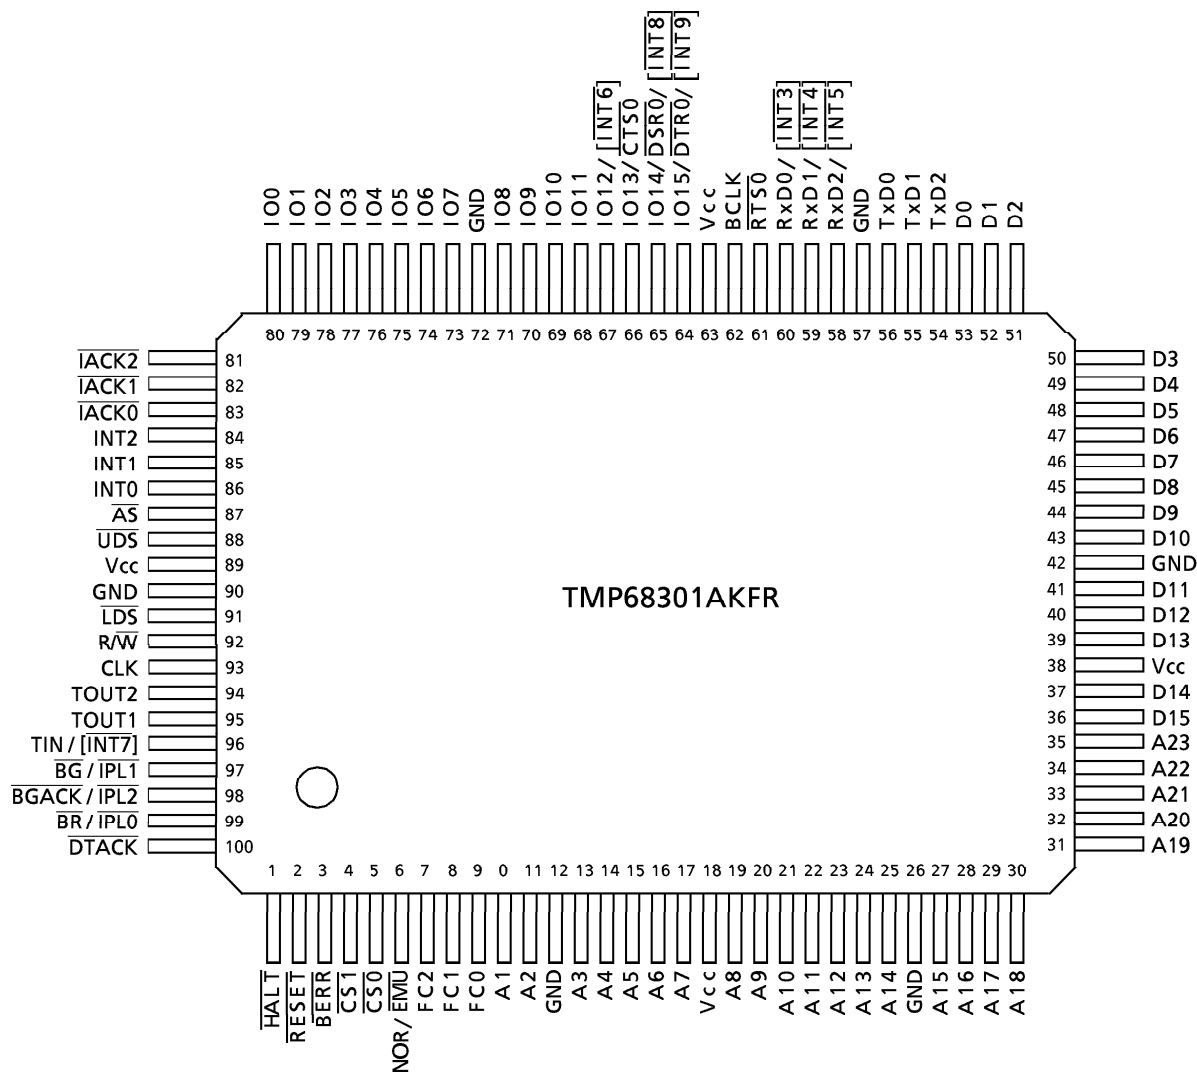 IO0
IO1
IO2
IO3
IO4
IO5
IO6
IO7
GND
IO8
IO9
IO10
IO11
IO12/[INT6]
IO13/CTS0
IO14/DSR0/[INT8]
IO15/DTR0/[INT9]
Vcc
BCLK
RTS0
RxD0/[INT3]
RxD1/[INT4]
RxD2/[INT5]
GND
TxD0
TxD1
TxD2
D0
D1
D2
80 79 78 77 76 75 74 73 72 71 70 69 68 67 66 65 64 63 62 61 60 59 58 57 56 55 54 53 52 51
IACK2 81
IACK1 82
IACK0 83
INT2 84
INT1 85
INT0 86
AS 87
UDS 88
Vcc 89
GND 90
LDS 91
R/W 92
CLK 93
TOUT2 94
TOUT1 95
TIN / [INT7] 96
BG / IPL1 97
BGACK / IPL2 98
BR / IPL0 99
DTACK 100
TMP68301AKFR
50 D3
49 D4
48 D5
47 D6
46 D7
45 D8
44 D9
43 D10
42 GND
41 D11
40 D12
39 D13
38 Vcc
37 D14
36 D15
35 A23
34 A22
33 A21
32 A20
31 A19
1 2 3 4 5 6 7 8 9 0 11 12 13 14 15 16 17 18 19 20 21 22 23 24 25 26 27 28 29 30
HALT
RESET
BERR
CS1
CS0
NOR/EMU
FC2
FC1
FC0
A1
A2
GND
A3
A4
A5
A6
A7
Vcc
A8
A9
A10
A11
A12
A13
A14
GND
A15
A16
A17
A18